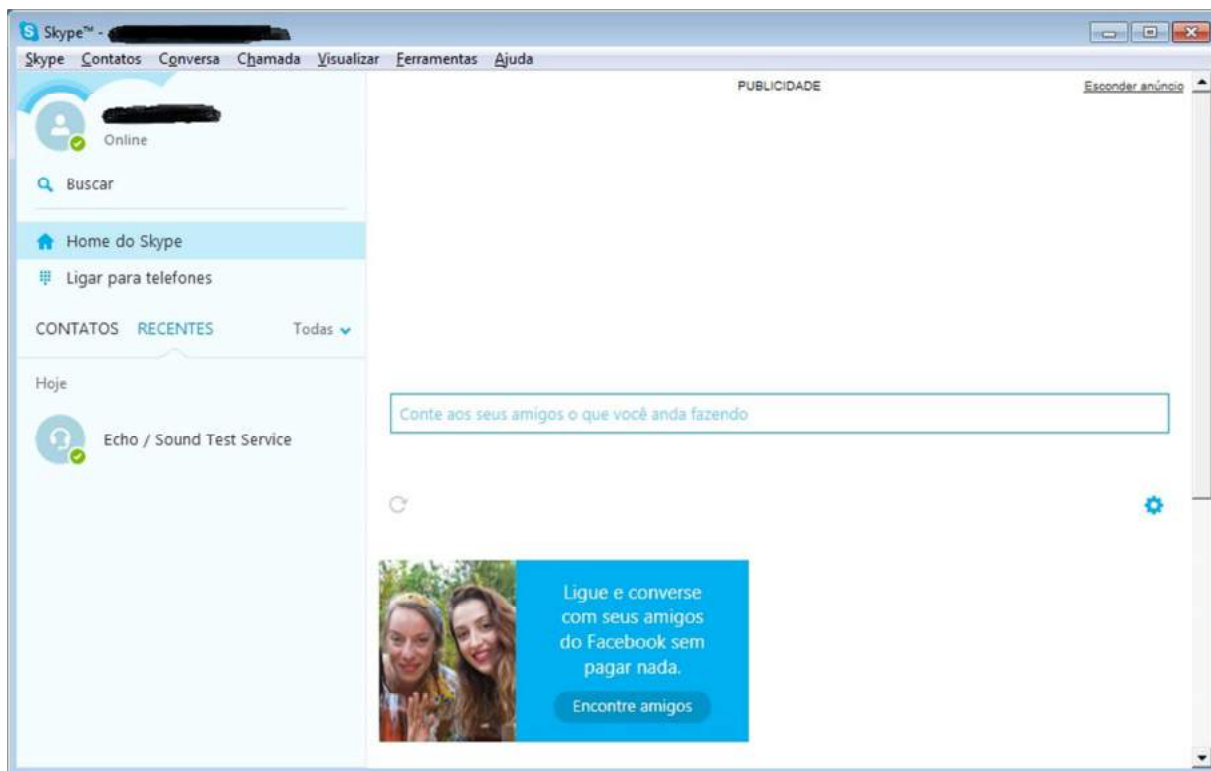 Skype™ -
Skype Contatos Conversa Chamada Visualizar Ferramentas Ajuda
Online
Buscar
Home do Skype
Ligar para telefones
CONTATOS RECENTES Todas
Hoje
Echo / Sound Test Service
PUBLICIDADE Esconder anúncio
Conte aos seus amigos o que você anda fazendo
Ligue e converse
com seus amigos
do Facebook sem
pagar nada.
Encontre amigos